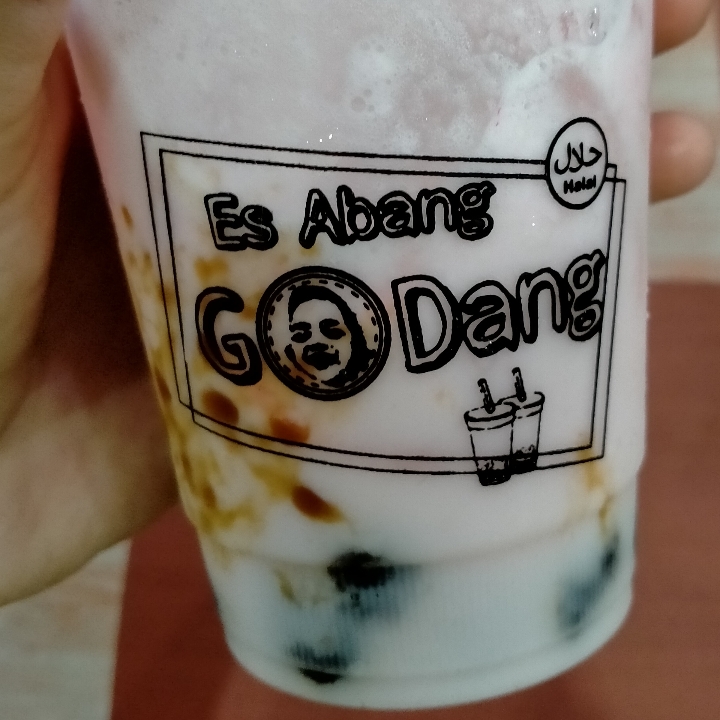 حلال
Halal
Es Abang
GODang